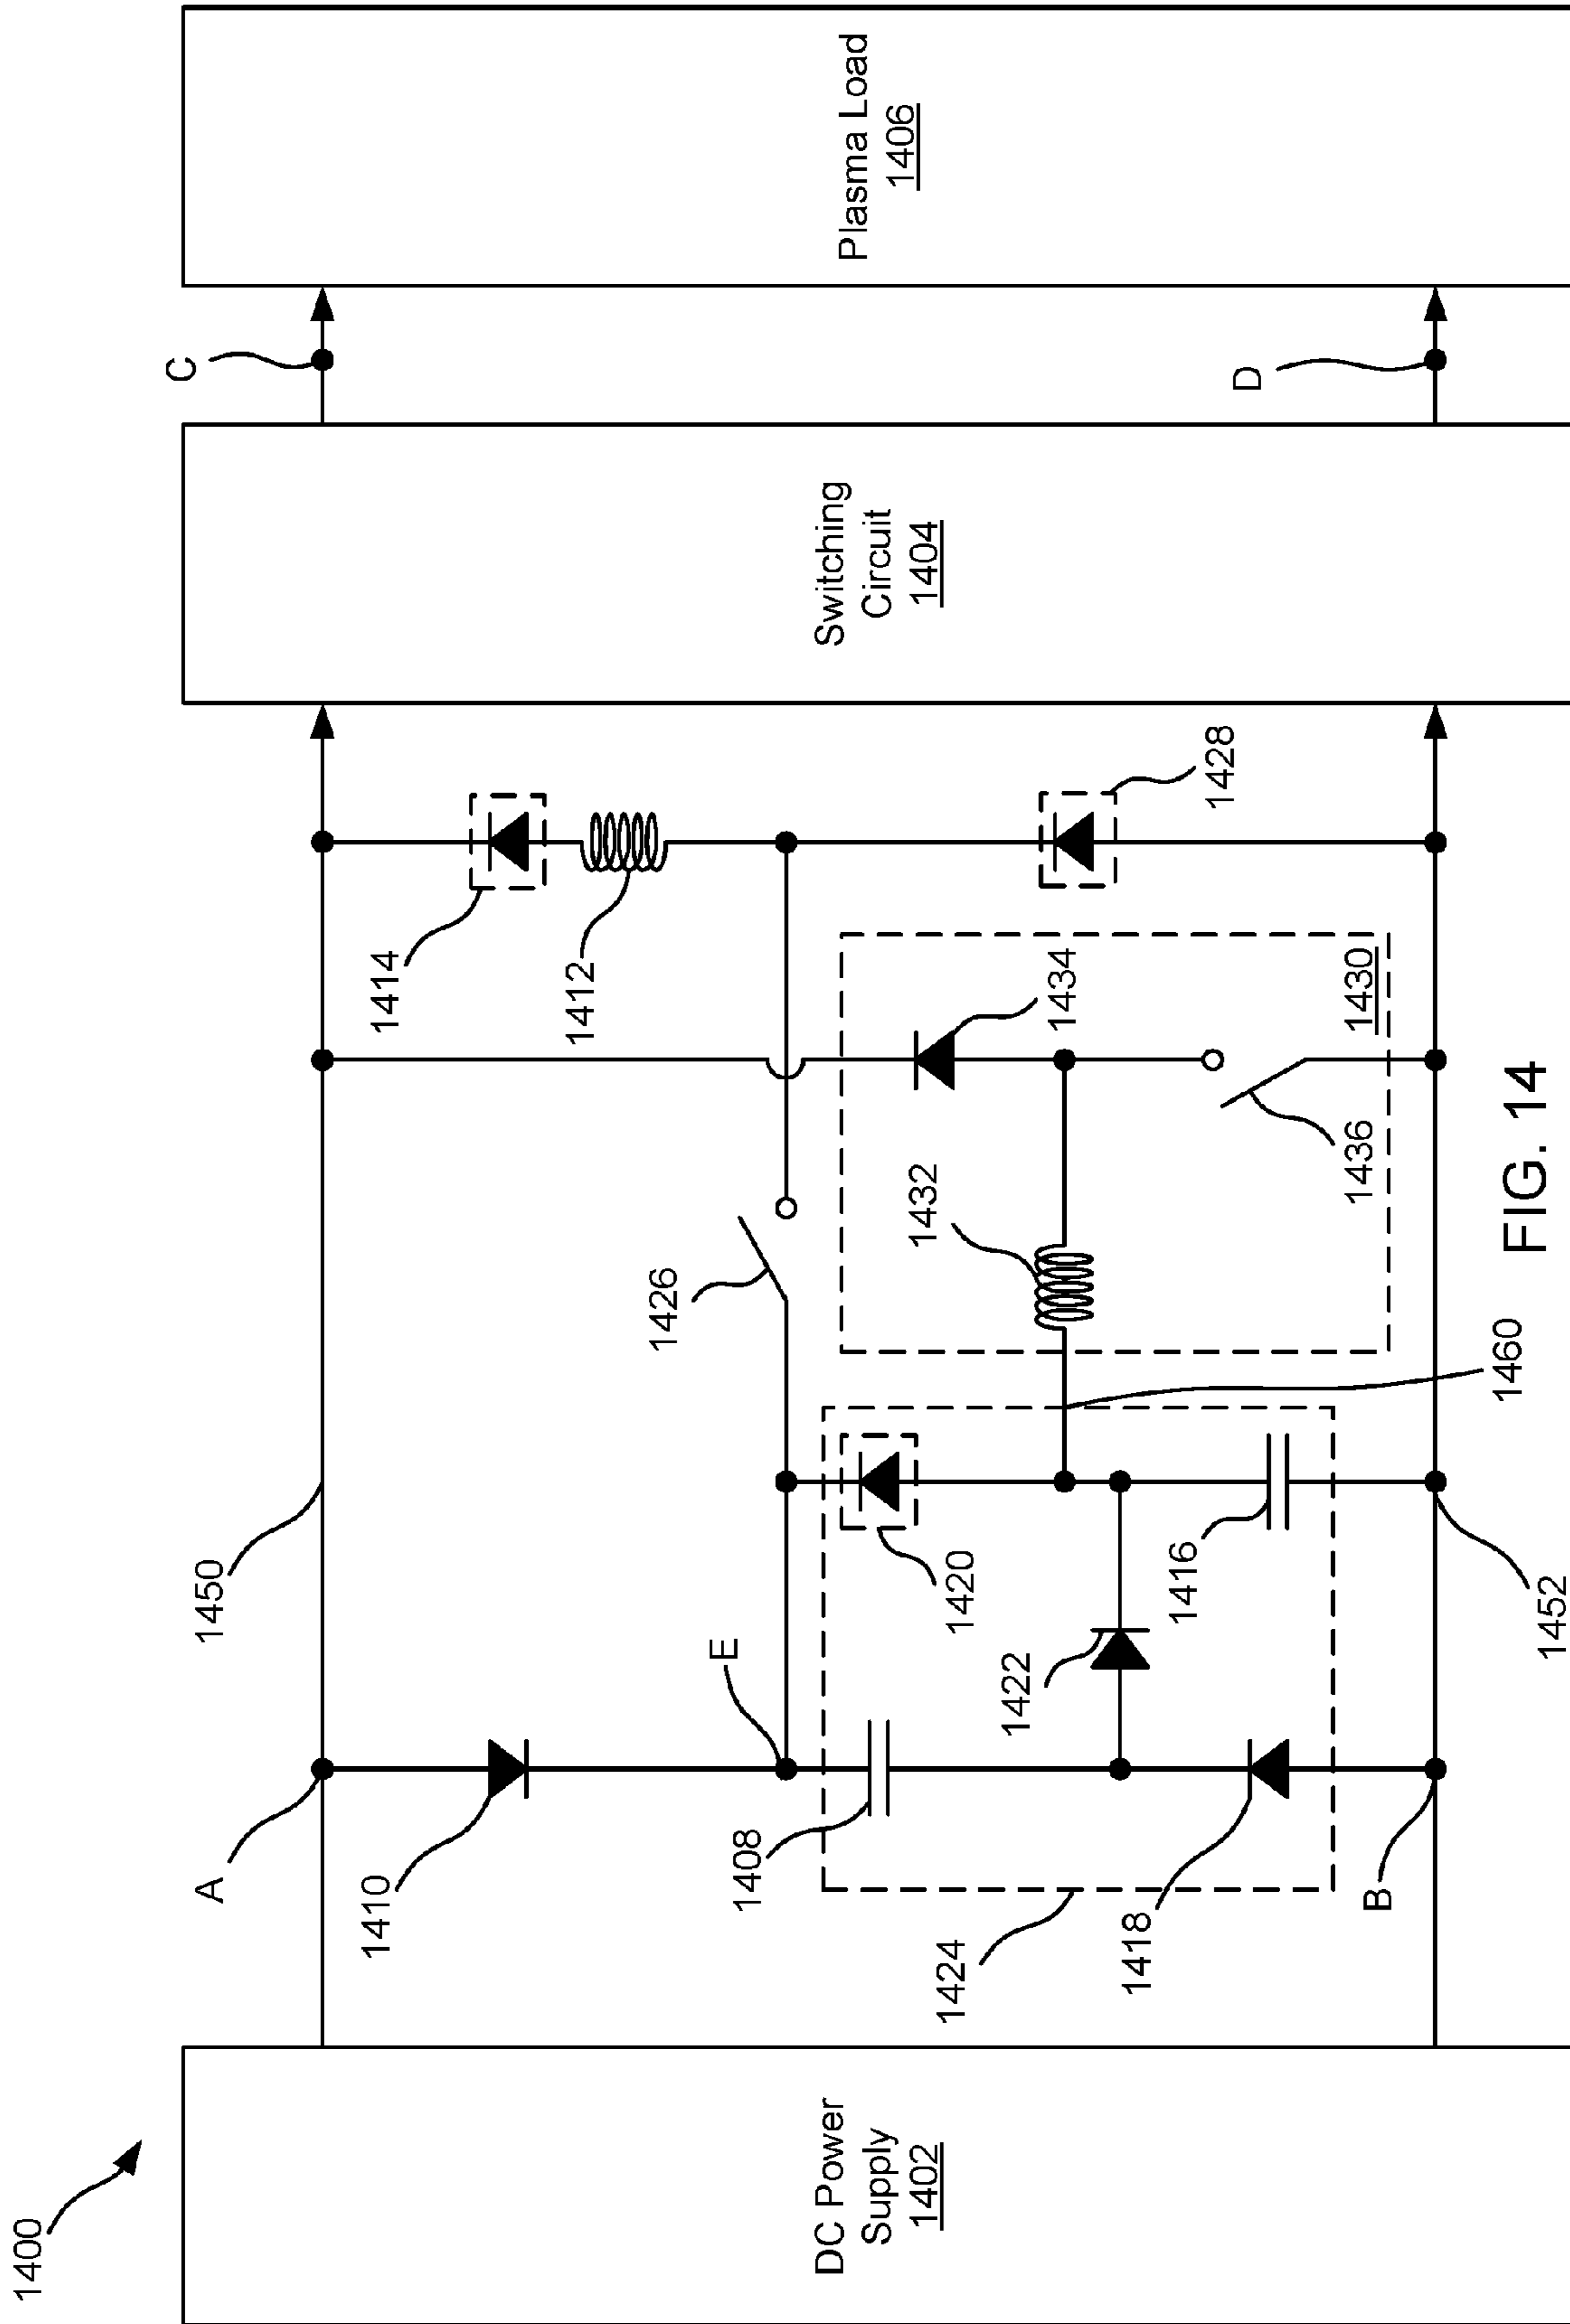 1400
DC Power
Supply
1402
A
1450
1410
E
1408
1424
1418
B
1422
1420
1416
1452
1460
1426
1432
1434
1436
1430
1414
1412
1428
Switching
Circuit
1404
C
D
Plasma Load
1406
FIG. 14